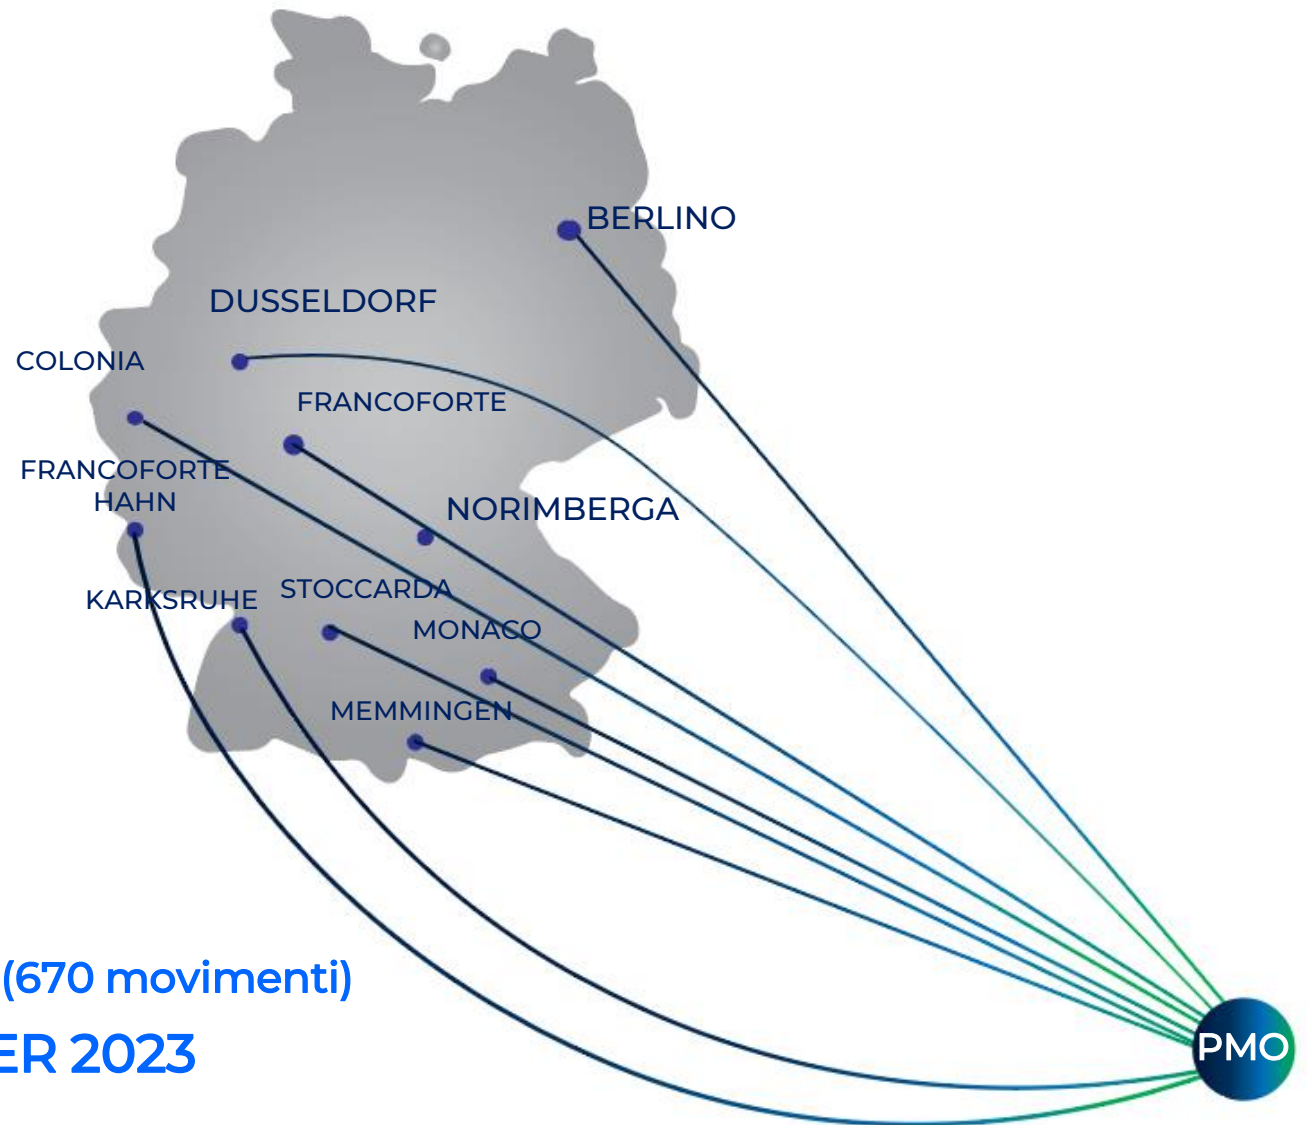 BERLINO
DUSSELDORF
COLONIA
FRANCOFORTE
FRANCOFORTE
HAHN
NORIMBERGA
STOCCARDA
KARKSRUHE
MONACO
MEMMINGEN
(670 movimenti)
ER 2023
PMO